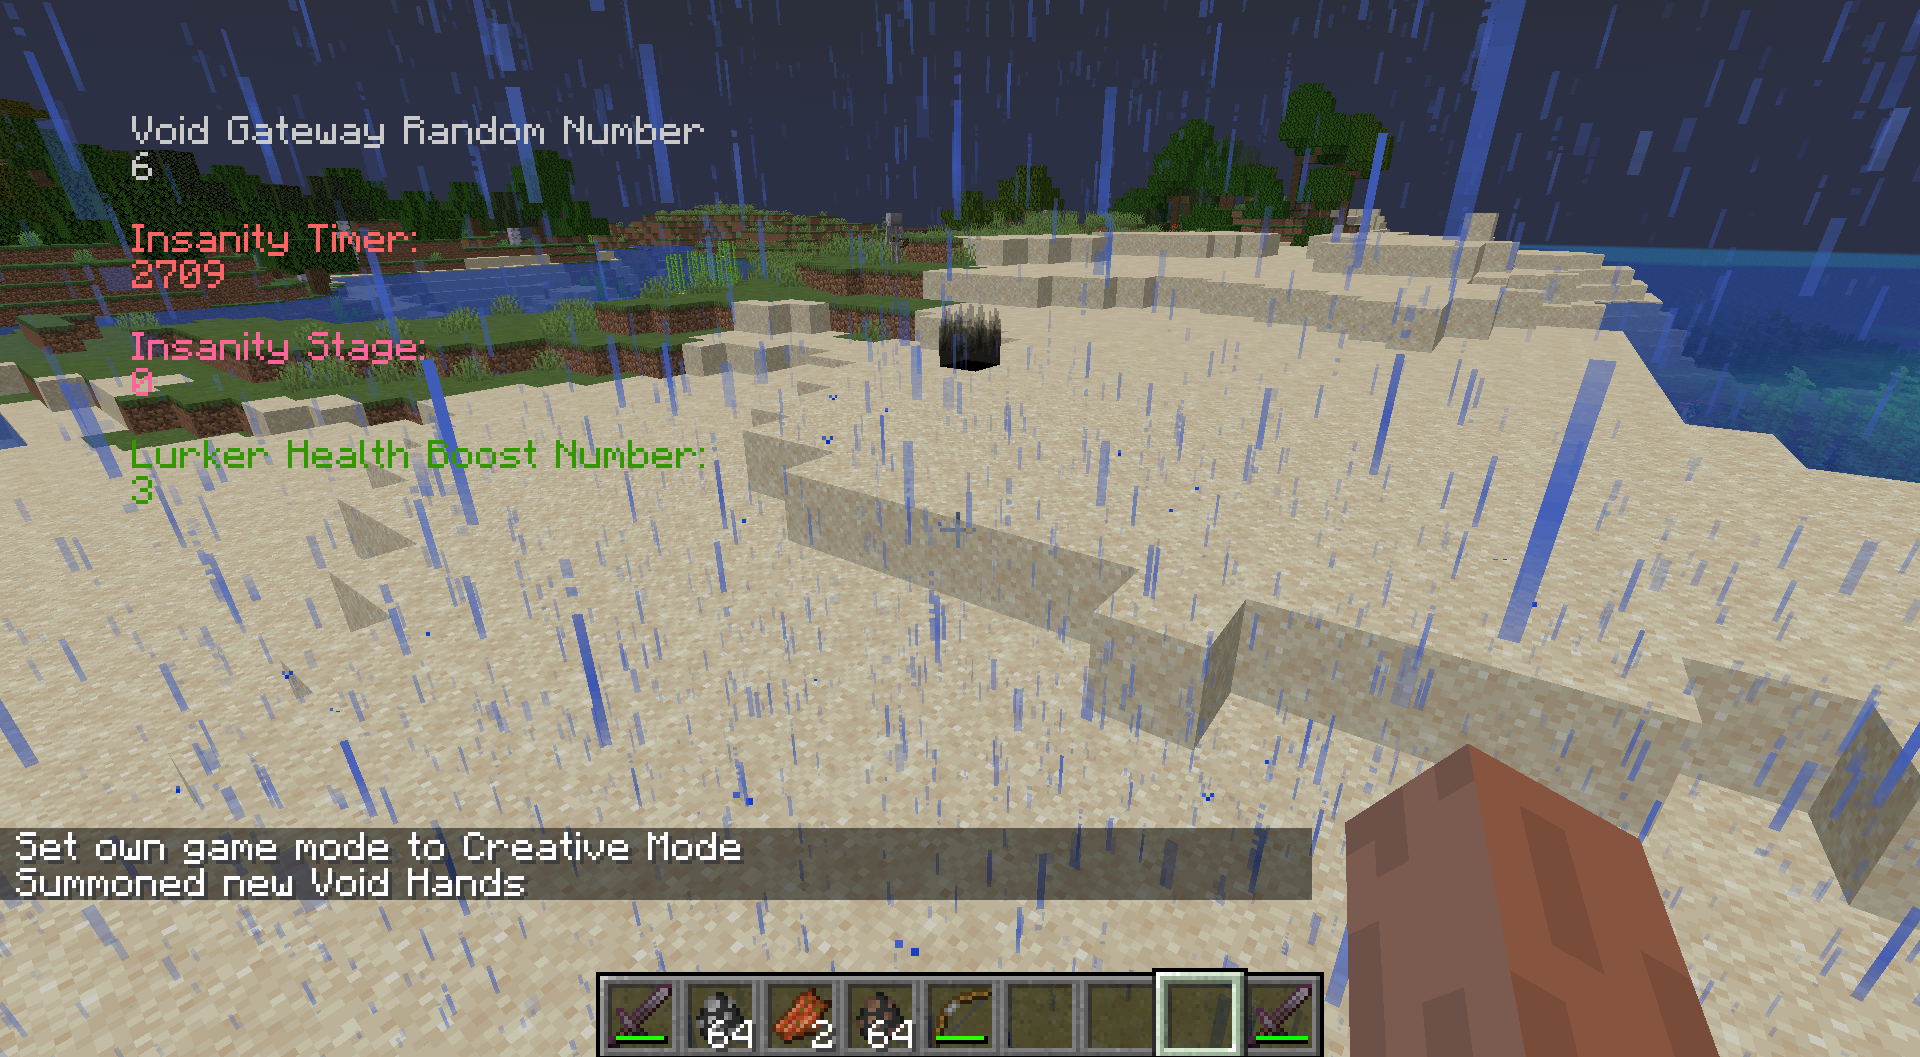 Void Gateway Random Number
6
Insanity Timer:
2709
Insanity Stage:
0
Lurker Health Boost Number:
3
Set own game mode to Creative Mode
Summoned new Void Hands
64
2
64